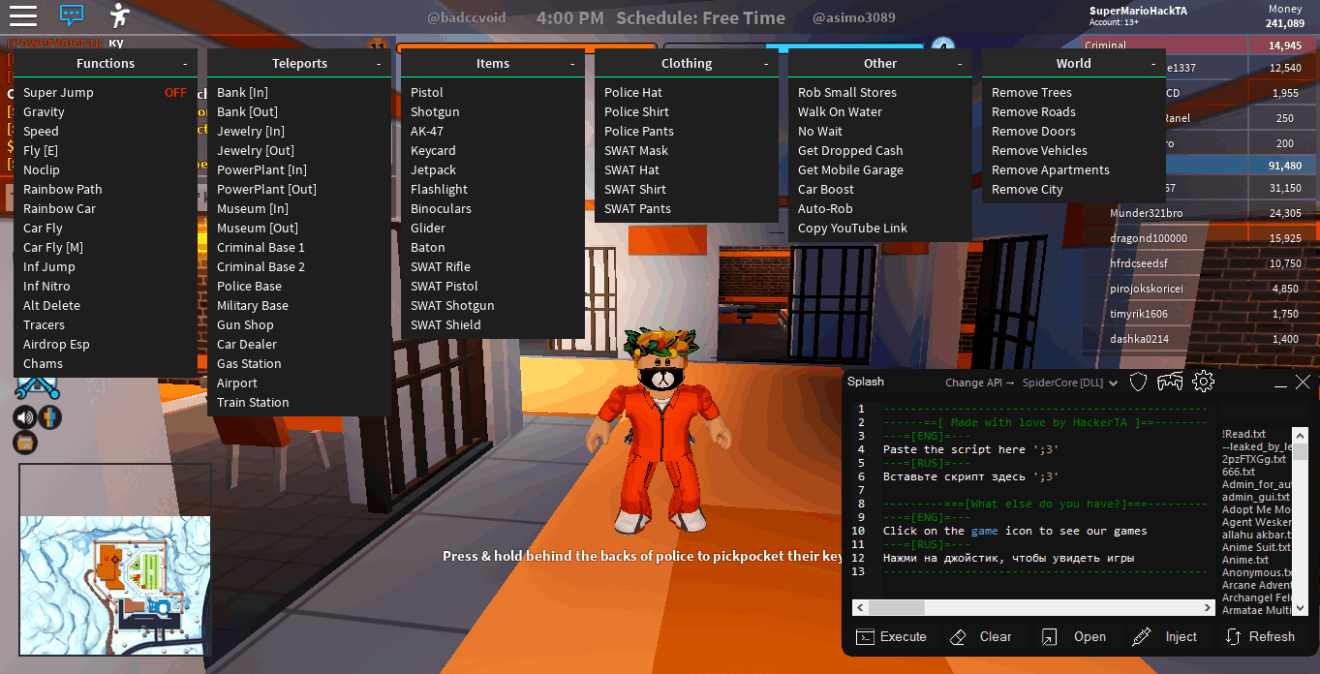 @badccvoid 4:00 PM Schedule: Free Time @asimo3089
SuperMarioHackTA
Account: 13+
Money
241,089
ку
Criminal 14,945
e1337 12,540
CD 1,955
Ranel 250
ro 200
91,480
67 31,150
Munder321bro 24,305
dragond100000 15,925
hfrdcseedsf 10,750
pirojokskoricei 4,850
timyrik1606 1,750
dashka0214 1,400
Functions -
Super Jump OFF
Gravity
Speed
Fly [E]
Noclip
Rainbow Path
Rainbow Car
Car Fly
Car Fly [M]
Inf Jump
Inf Nitro
Alt Delete
Tracers
Airdrop Esp
Chams
Teleports -
Bank [In]
Bank [Out]
Jewelry [In]
Jewelry [Out]
PowerPlant [In]
PowerPlant [Out]
Museum [In]
Museum [Out]
Criminal Base 1
Criminal Base 2
Police Base
Military Base
Gun Shop
Car Dealer
Gas Station
Airport
Train Station
Items -
Pistol
Shotgun
AK-47
Keycard
Jetpack
Flashlight
Binoculars
Glider
Baton
SWAT Rifle
SWAT Pistol
SWAT Shotgun
SWAT Shield
Clothing -
Police Hat
Police Shirt
Police Pants
SWAT Mask
SWAT Hat
SWAT Shirt
SWAT Pants
Other -
Rob Small Stores
Walk On Water
No Wait
Get Dropped Cash
Get Mobile Garage
Car Boost
Auto-Rob
Copy YouTube Link
World -
Remove Trees
Remove Roads
Remove Doors
Remove Vehicles
Remove Apartments
Remove City
Press & hold behind the backs of police to pickpocket their key
Splash Change API → SpiderCore [DLL]
1 ------------------------------------------------
2 ------==[ Made with love by HackerTA ]==---------
3 ---=[ENG]=---
4 Paste the script here ';3'
5 ---=[RUS]=---
6 Вставьте скрипт здесь ';3'
7
8 ---------===[What else do you have?]===----------
9 ---=[ENG]=---
10 Click on the game icon to see our games
11 ---=[RUS]=---
12 Нажми на джойстик, чтобы увидеть игры
13 ------------------------------------------------
!Read.txt
--leaked_by_le
2pzFTXGg.txt
666.txt
Admin_for_au
admin_gui.txt
Adopt Me Mo
Agent Wesker
allahu akbar.t
Anime Suit.txt
Anime.txt
Anonymous.tx
Arcane Advent
Archangel Fel
Armatae Multi
Execute Clear Open Inject Refresh